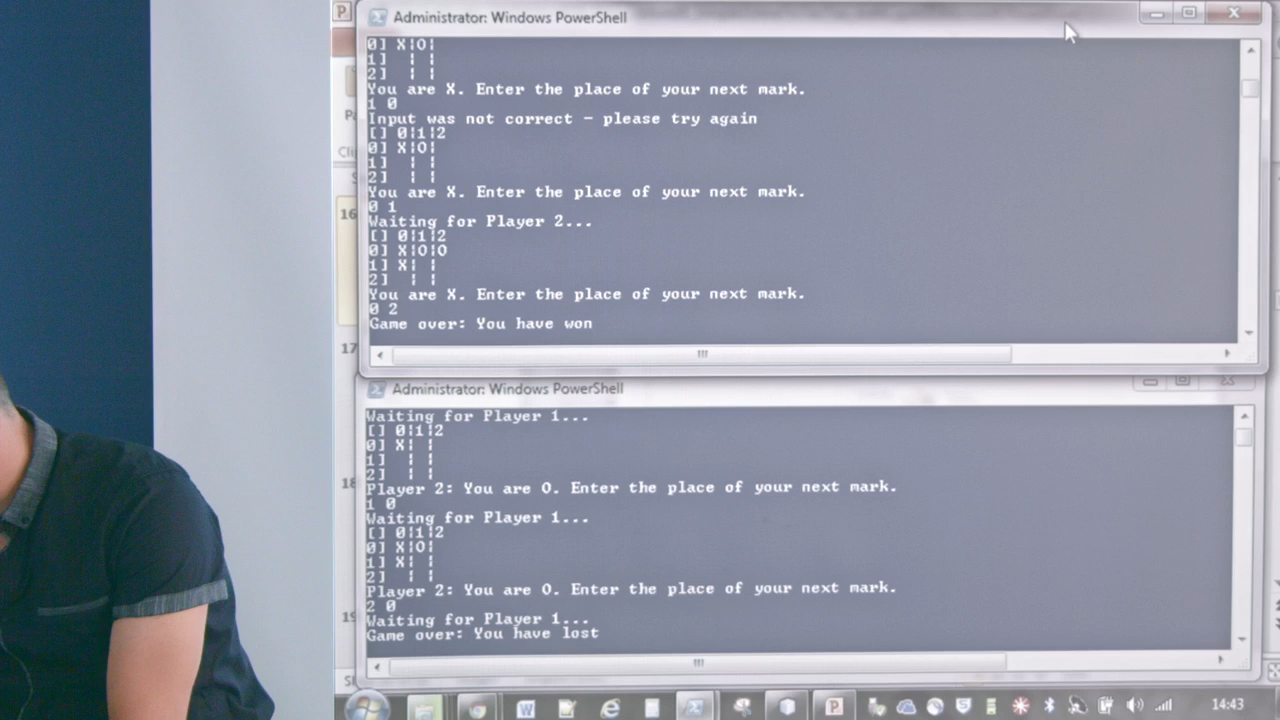 Administrator: Windows PowerShell
0] X|O|
1]  | |
2]  | |
You are X. Enter the place of your next mark.
1 0
Input was not correct - please try again
[] 0|1|2
0] X|O|
1]  | |
2]  | |
You are X. Enter the place of your next mark.
0 1
Waiting for Player 2...
[] 0|1|2
0] X|O|O
1] X| |
2]  | |
You are X. Enter the place of your next mark.
0 2
Game over: You have won
16
17
Administrator: Windows PowerShell
Waiting for Player 1...
[] 0|1|2
0] X| |
1]  | |
2]  | |
Player 2: You are O. Enter the place of your next mark.
1 0
Waiting for Player 1...
[] 0|1|2
0] X|O|
1] X| |
2]  | |
Player 2: You are O. Enter the place of your next mark.
2 0
Waiting for Player 1...
Game over: You have lost
18
19
14:43